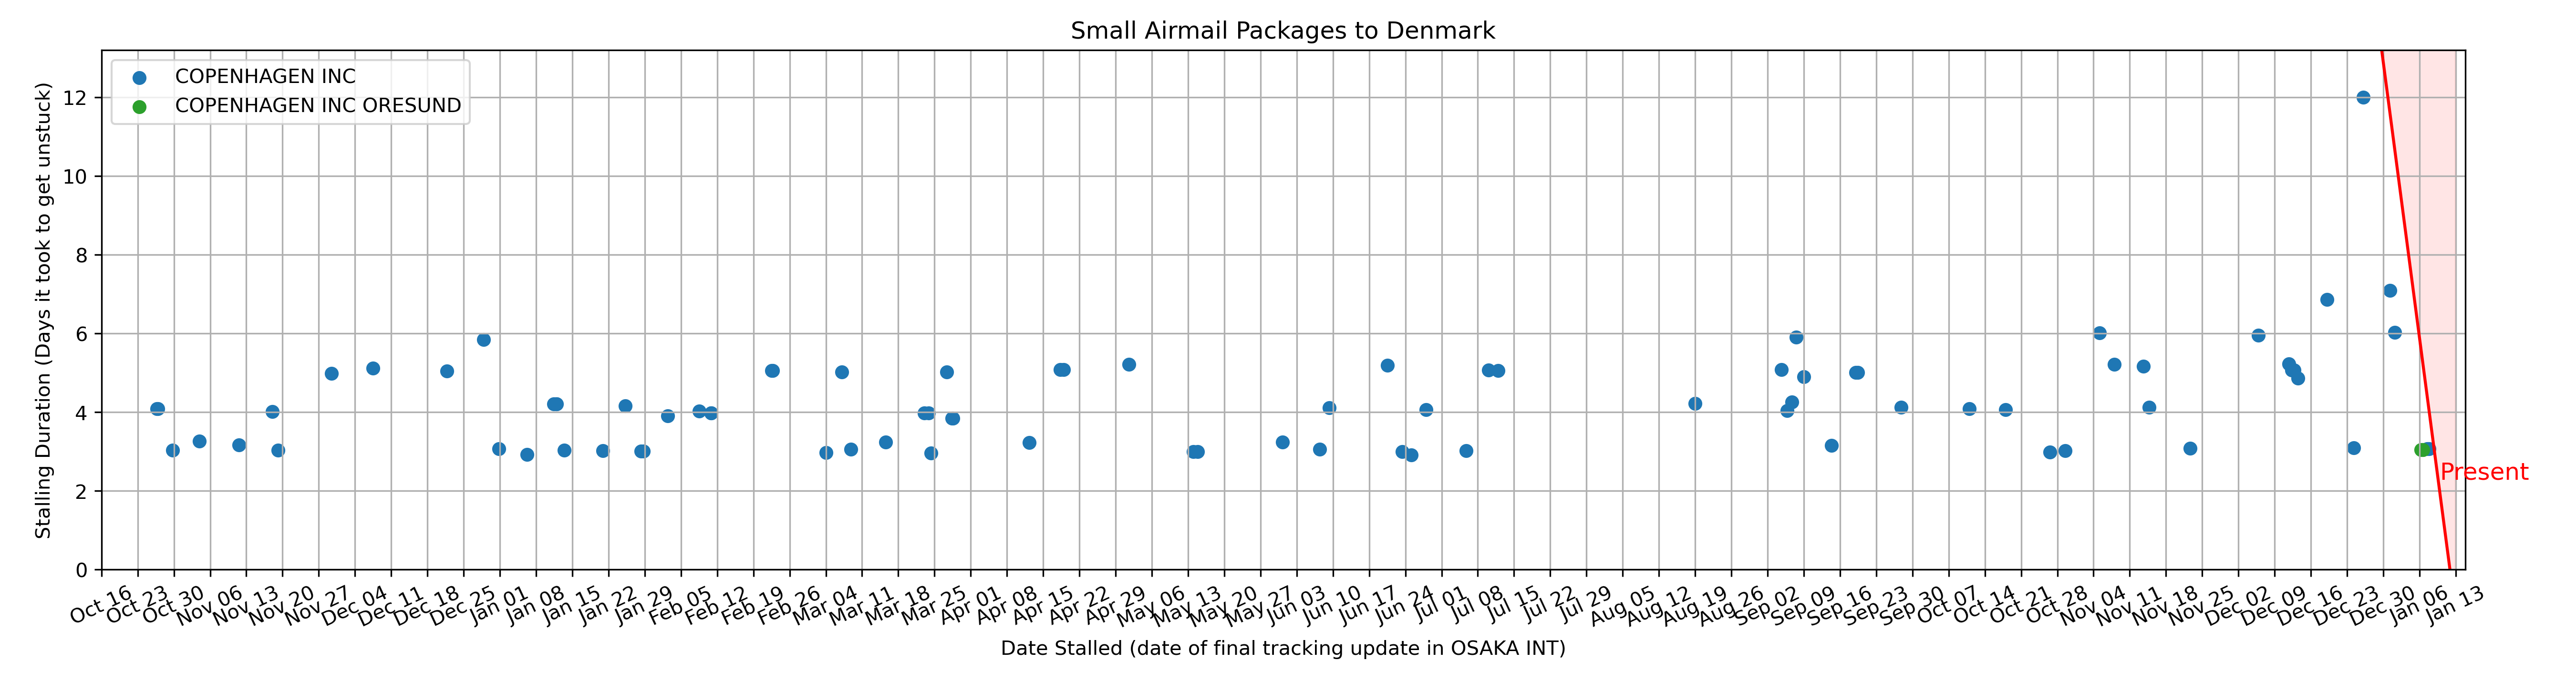 Small Airmail Packages to Denmark
COPENHAGEN INC
COPENHAGEN INC ORESUND
Stalling Duration (Days it took to get unstuck)
12
10
8
6
4
2
0
Present
Oct 16
Oct 23
Oct 30
Nov 06
Nov 13
Nov 20
Nov 27
Dec 04
Dec 11
Dec 18
Dec 25
Jan 01
Jan 08
Jan 15
Jan 22
Jan 29
Feb 05
Feb 12
Feb 19
Feb 26
Mar 04
Mar 11
Mar 18
Mar 25
Apr 01
Apr 08
Apr 15
Apr 22
Apr 29
May 06
May 13
May 20
May 27
Jun 03
Jun 10
Jun 17
Jun 24
Jul 01
Jul 08
Jul 15
Jul 22
Jul 29
Aug 05
Aug 12
Aug 19
Aug 26
Sep 02
Sep 09
Sep 16
Sep 23
Sep 30
Oct 07
Oct 14
Oct 21
Oct 28
Nov 04
Nov 11
Nov 18
Nov 25
Dec 02
Dec 09
Dec 16
Dec 23
Dec 30
Jan 06
Jan 13
Date Stalled (date of final tracking update in OSAKA INT)